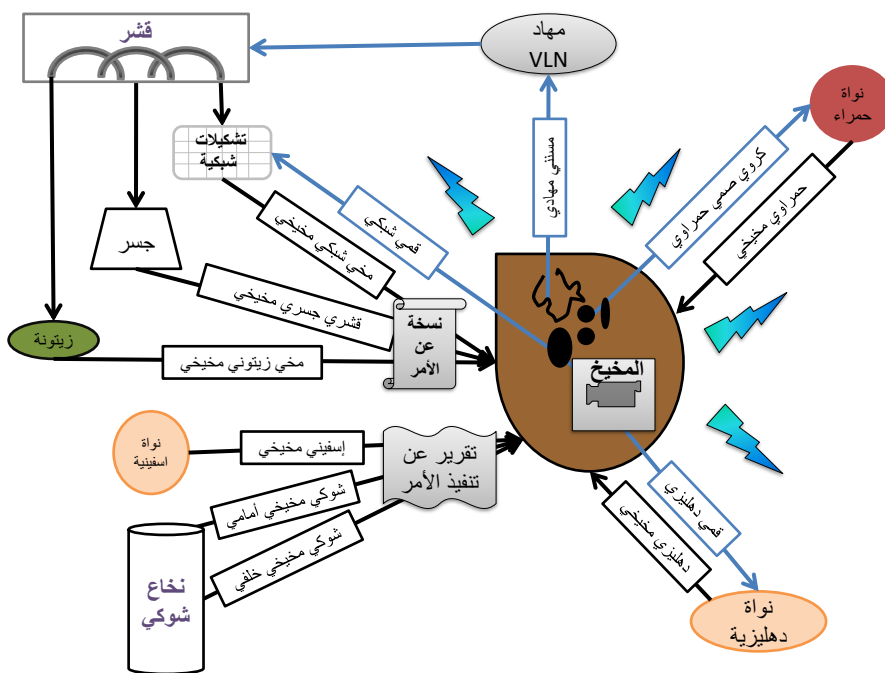 قشر
مهاد
VLN
نواة
حمراء
تشكيلات
شبكية
مسنني مهادي
كروي صمي حمراوي
حمراوي مخيخي
قمي شبكي
مخي شبكي مخيخي
جسر
قشري جسري مخيخي
نسخة
عن
الأمر
زيتونة
مخي زيتوني مخيخي
المخيخ
نواة
اسفينية
إسفيني مخيخي
تقرير عن
تنفيذ الأمر
شوكي مخيخي أمامي
شوكي مخيخي خلفي
نخاع
شوكي
قمي دهليزي
دهليزي مخيخي
نواة
دهليزية